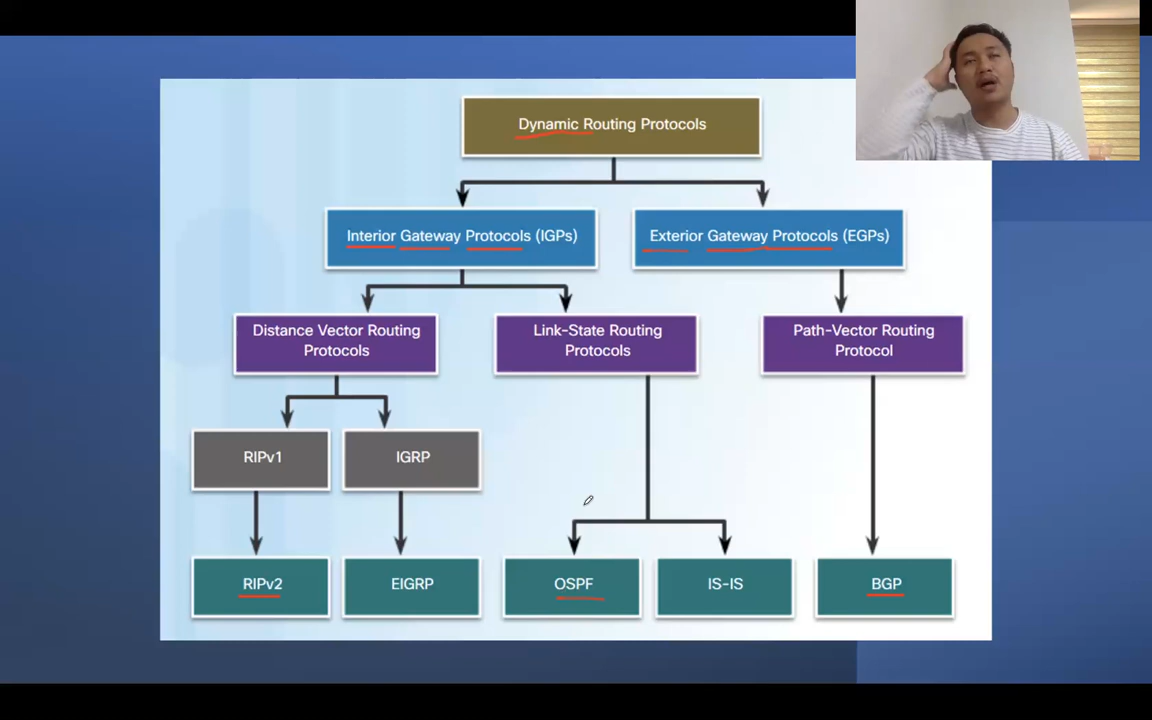 Dynamic Routing Protocols
Interior Gateway Protocols (IGPs)
Exterior Gateway Protocols (EGPs)
Distance Vector Routing
Protocols
Link-State Routing
Protocols
Path-Vector Routing
Protocol
RIPv1
IGRP
RIPv2
EIGRP
OSPF
IS-IS
BGP